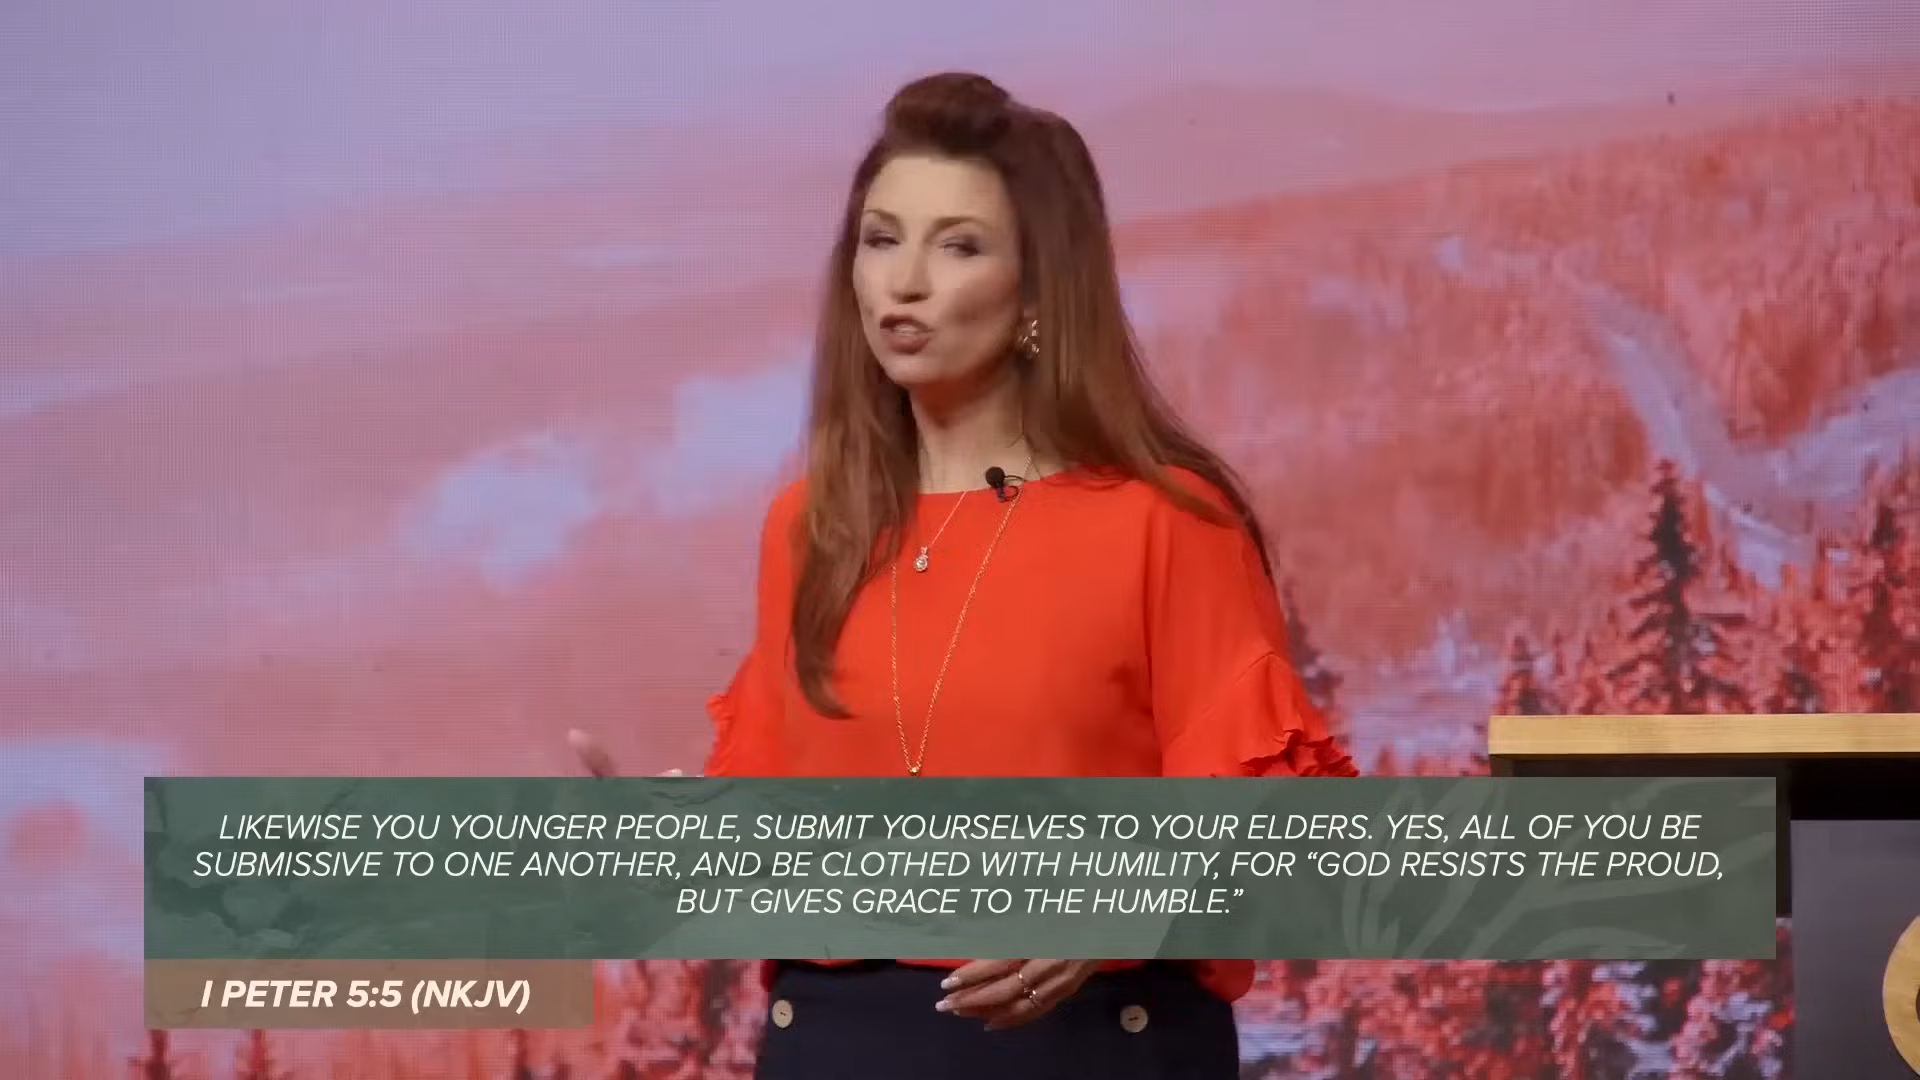 LIKEWISE YOU YOUNGER PEOPLE, SUBMIT YOURSELVES TO YOUR ELDERS. YES, ALL OF YOU BE
SUBMISSIVE TO ONE ANOTHER, AND BE CLOTHED WITH HUMILITY, FOR “GOD RESISTS THE PROUD,
BUT GIVES GRACE TO THE HUMBLE.”
I PETER 5:5 (NKJV)